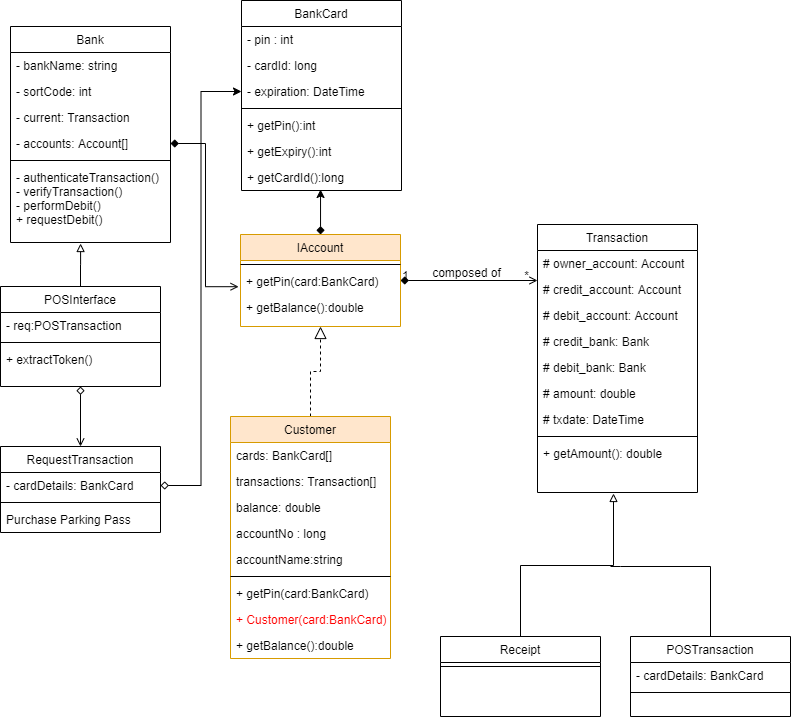 Bank
- bankName: string
- sortCode: int
- current: Transaction
- accounts: Account[]
- authenticateTransaction()
- verifyTransaction()
- performDebit()
+ requestDebit()
BankCard
- pin : int
- cardId: long
- expiration: DateTime
+ getPin():int
+ getExpiry():int
+ getCardId():long
IAccount
+ getPin(card:BankCard)
+ getBalance():double
1
composed of
*
Transaction
# owner_account: Account
# credit_account: Account
# debit_account: Account
# credit_bank: Bank
# debit_bank: Bank
# amount: double
# txdate: DateTime
+ getAmount(): double
POSInterface
- req:POSTransaction
+ extractToken()
RequestTransaction
- cardDetails: BankCard
Purchase Parking Pass
Customer
cards: BankCard[]
transactions: Transaction[]
balance: double
accountNo : long
accountName:string
+ getPin(card:BankCard)
+ Customer(card:BankCard)
+ getBalance():double
Receipt
POSTransaction
- cardDetails: BankCard